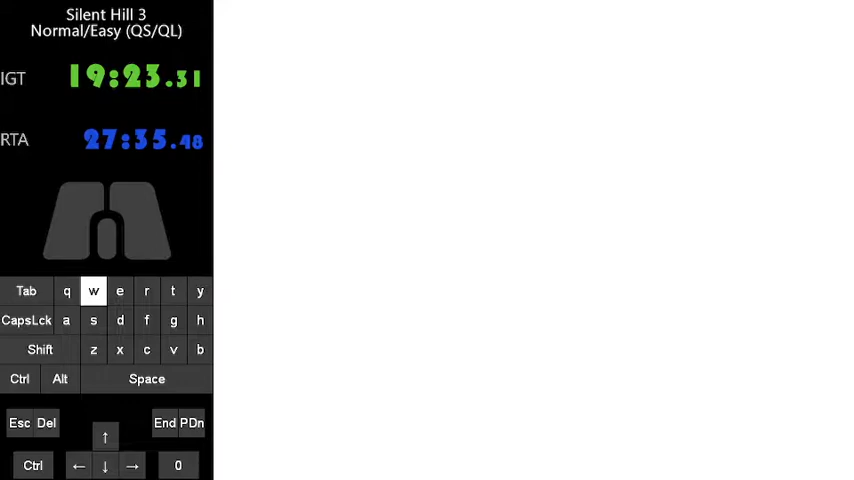 Silent Hill 3
Normal/Easy (QS/QL)
IGT 19:23.31
RTA 27:35.48
Tab q w e r t y
CapsLck a s d f g h
Shift z x c v b
Ctrl Alt Space
Esc Del End PDn
↑
Ctrl ← ↓ → 0